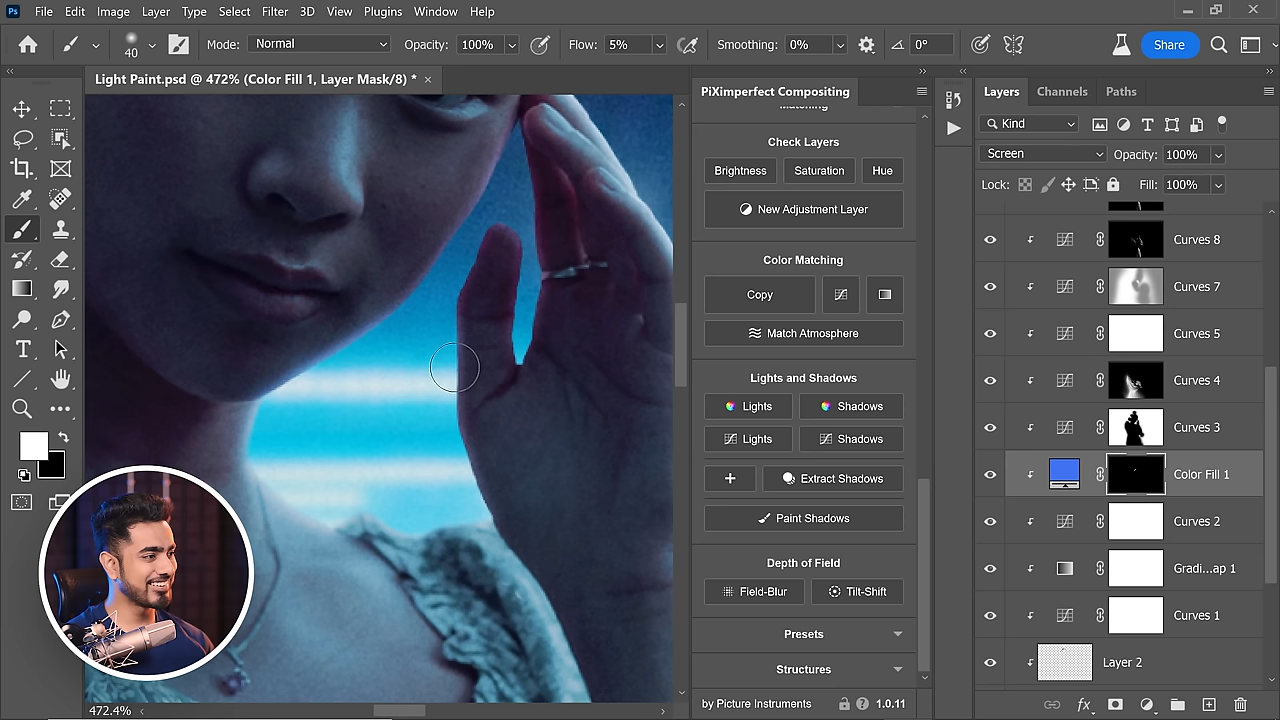 Ps File Edit Image Layer Type Select Filter 3D View Plugins Window Help
40 Mode: Normal Opacity: 100% Flow: 5% Smoothing: 0% 0° Share
Light Paint.psd @ 472% (Color Fill 1, Layer Mask/8) * ×
PiXimperfect Compositing
Matching
Check Layers
Brightness Saturation Hue
New Adjustment Layer
Color Matching
Copy
Match Atmosphere
Lights and Shadows
Lights Shadows
Lights Shadows
+ Extract Shadows
Paint Shadows
Depth of Field
Field-Blur Tilt-Shift
Presets
Structures
by Picture Instruments 1.0.11
Layers Channels Paths
Kind
Screen Opacity: 100%
Lock: Fill: 100%
Curves 8
Curves 7
Curves 5
Curves 4
Curves 3
Color Fill 1
Curves 2
Gradi...ap 1
Curves 1
Layer 2
fx
472.4%